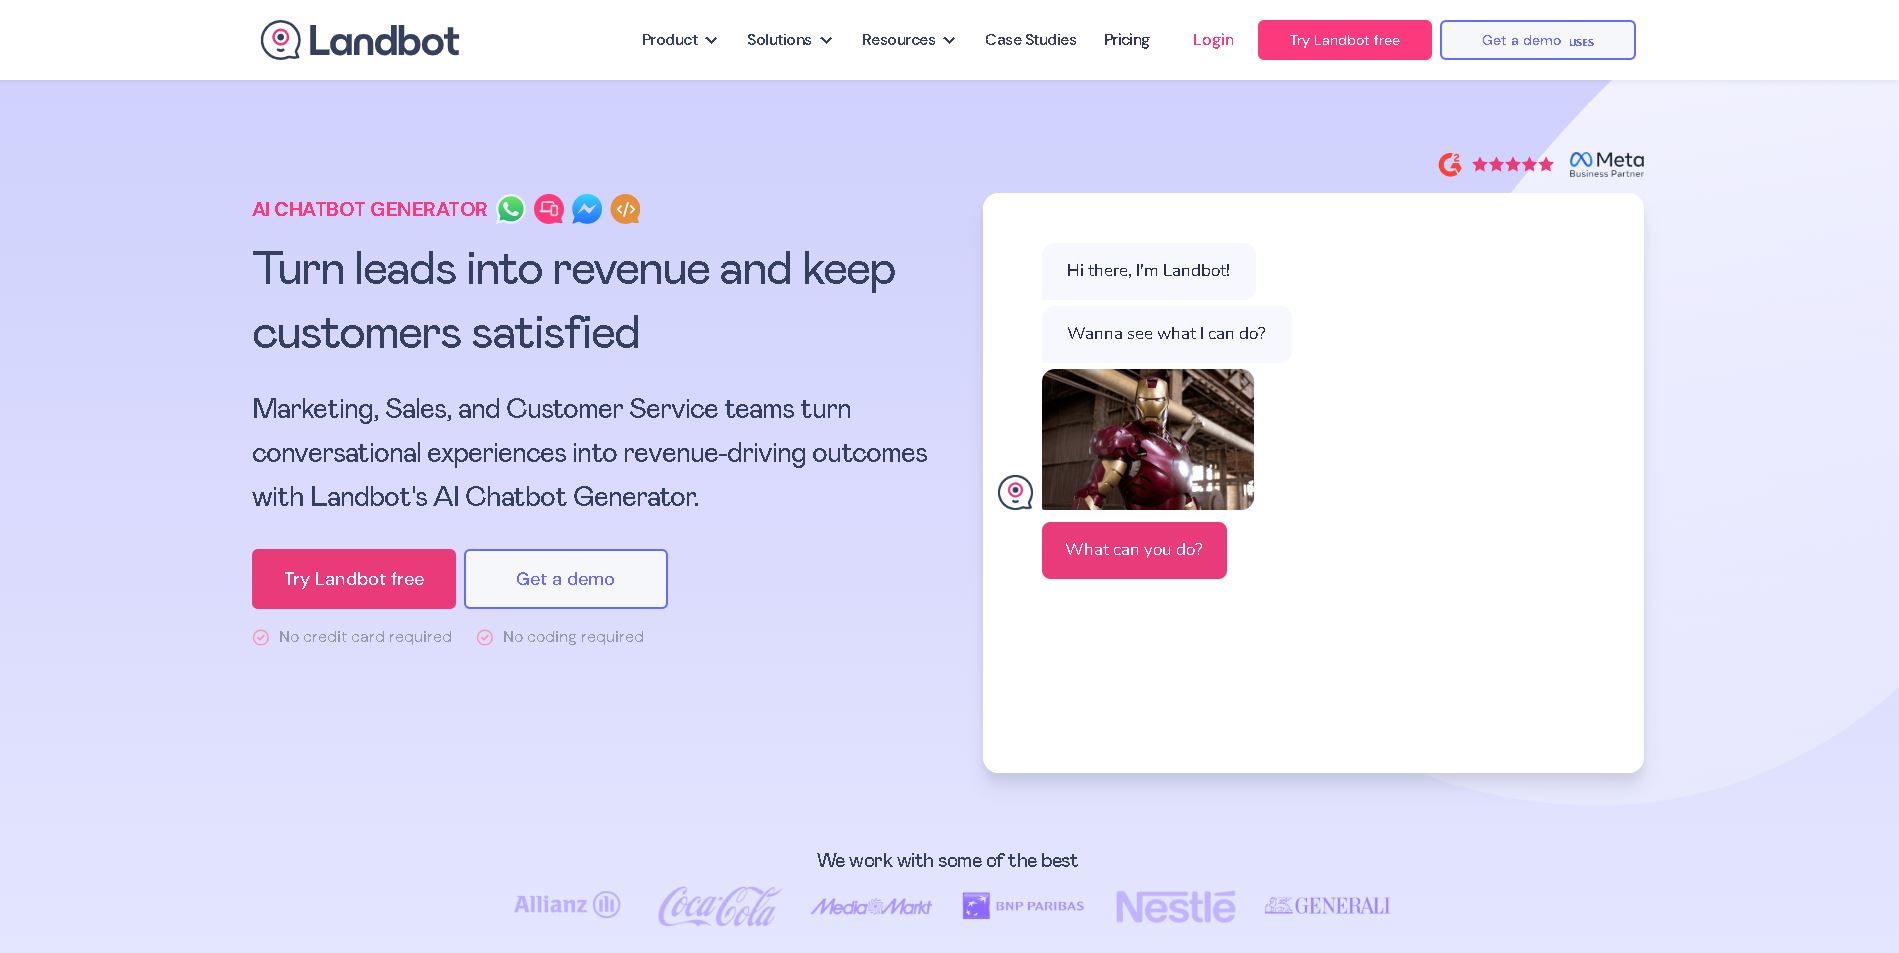 Landbot
Product
Solutions
Resources
Case Studies
Pricing
Login
Try Landbot free
Get a demo USES
G2
Meta
Business Partner
AI CHATBOT GENERATOR
Turn leads into revenue and keep
customers satisfied
Marketing, Sales, and Customer Service teams turn
conversational experiences into revenue-driving outcomes
with Landbot's AI Chatbot Generator.
Try Landbot free
Get a demo
No credit card required
No coding required
Hi there, I'm Landbot!
Wanna see what I can do?
What can you do?
We work with some of the best
Allianz
Coca-Cola
MediaMarkt
BNP PARIBAS
Nestlé
GENERALI